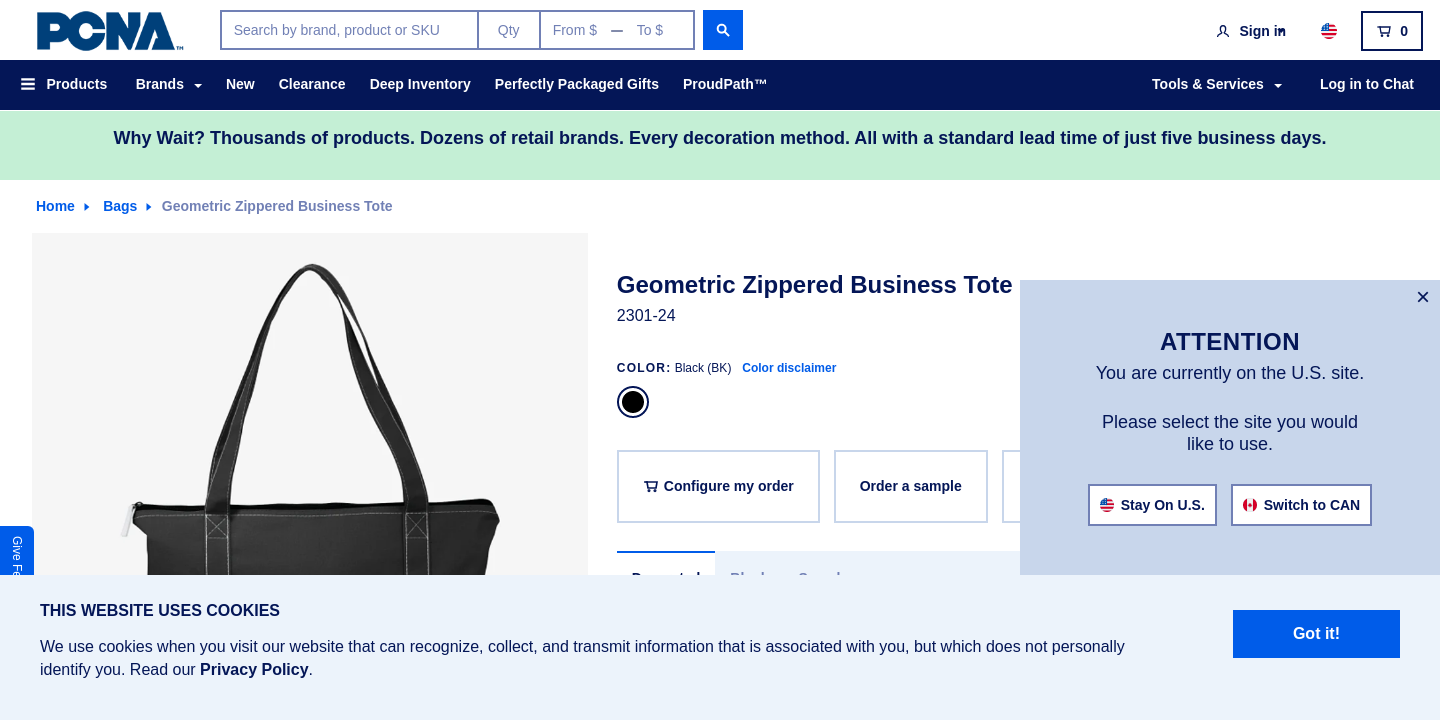 PCNA™
Search by brand, product or SKU
Qty
From $ — To $
Sign in
0
Products
Brands
New
Clearance
Deep Inventory
Perfectly Packaged Gifts
ProudPath™
Tools & Services
Log in to Chat
Why Wait? Thousands of products. Dozens of retail brands. Every decoration method. All with a standard lead time of just five business days.
Home
Bags
Geometric Zippered Business Tote
Geometric Zippered Business Tote
2301-24
COLOR: Black (BK) Color disclaimer
Configure my order
Order a sample
×
ATTENTION
You are currently on the U.S. site.
Please select the site you would
like to use.
Stay On U.S.
Switch to CAN
Give
THIS WEBSITE USES COOKIES
We use cookies when you visit our website that can recognize, collect, and transmit information that is associated with you, but which does not personally
identify you. Read our Privacy Policy.
Got it!